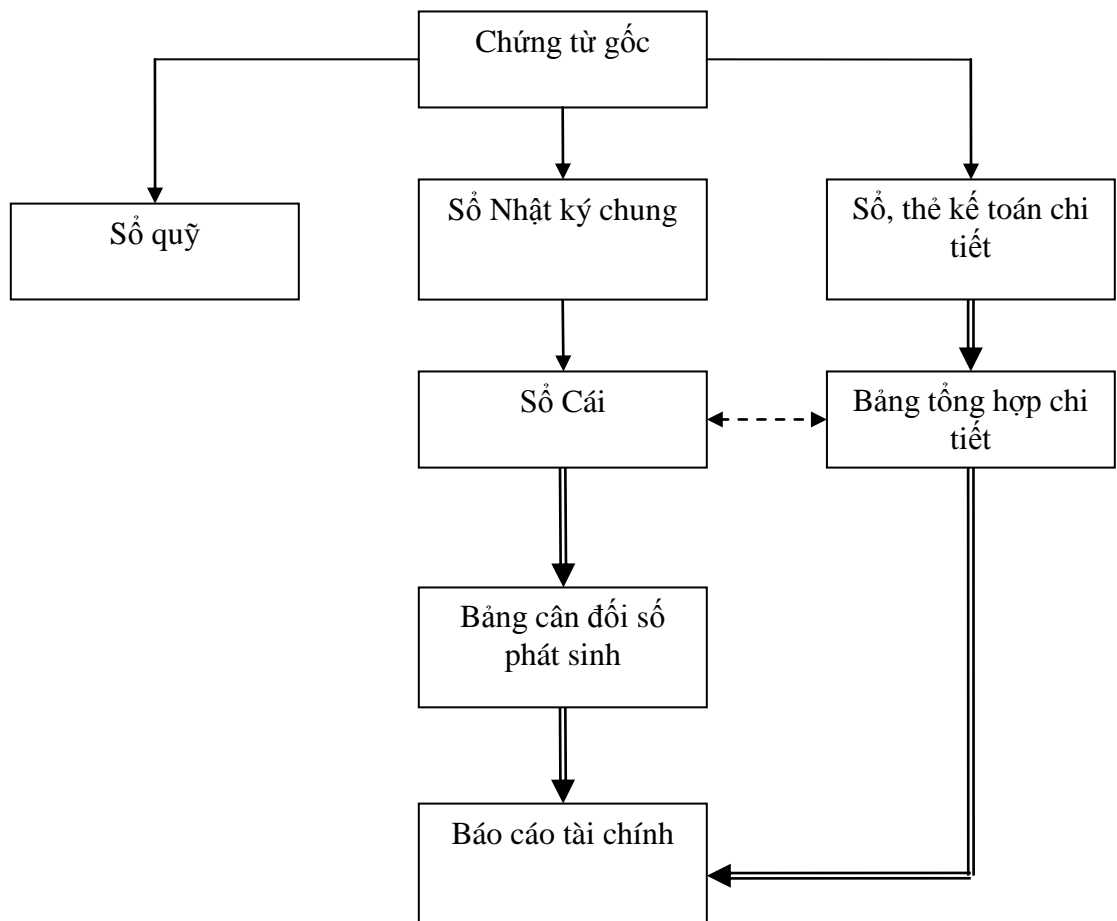 Chứng từ gốc
Sổ quỹ
Sổ Nhật ký chung
Sổ, thẻ kế toán chi
tiết
Sổ Cái
Bảng tổng hợp chi
tiết
Bảng cân đối số
phát sinh
Báo cáo tài chính